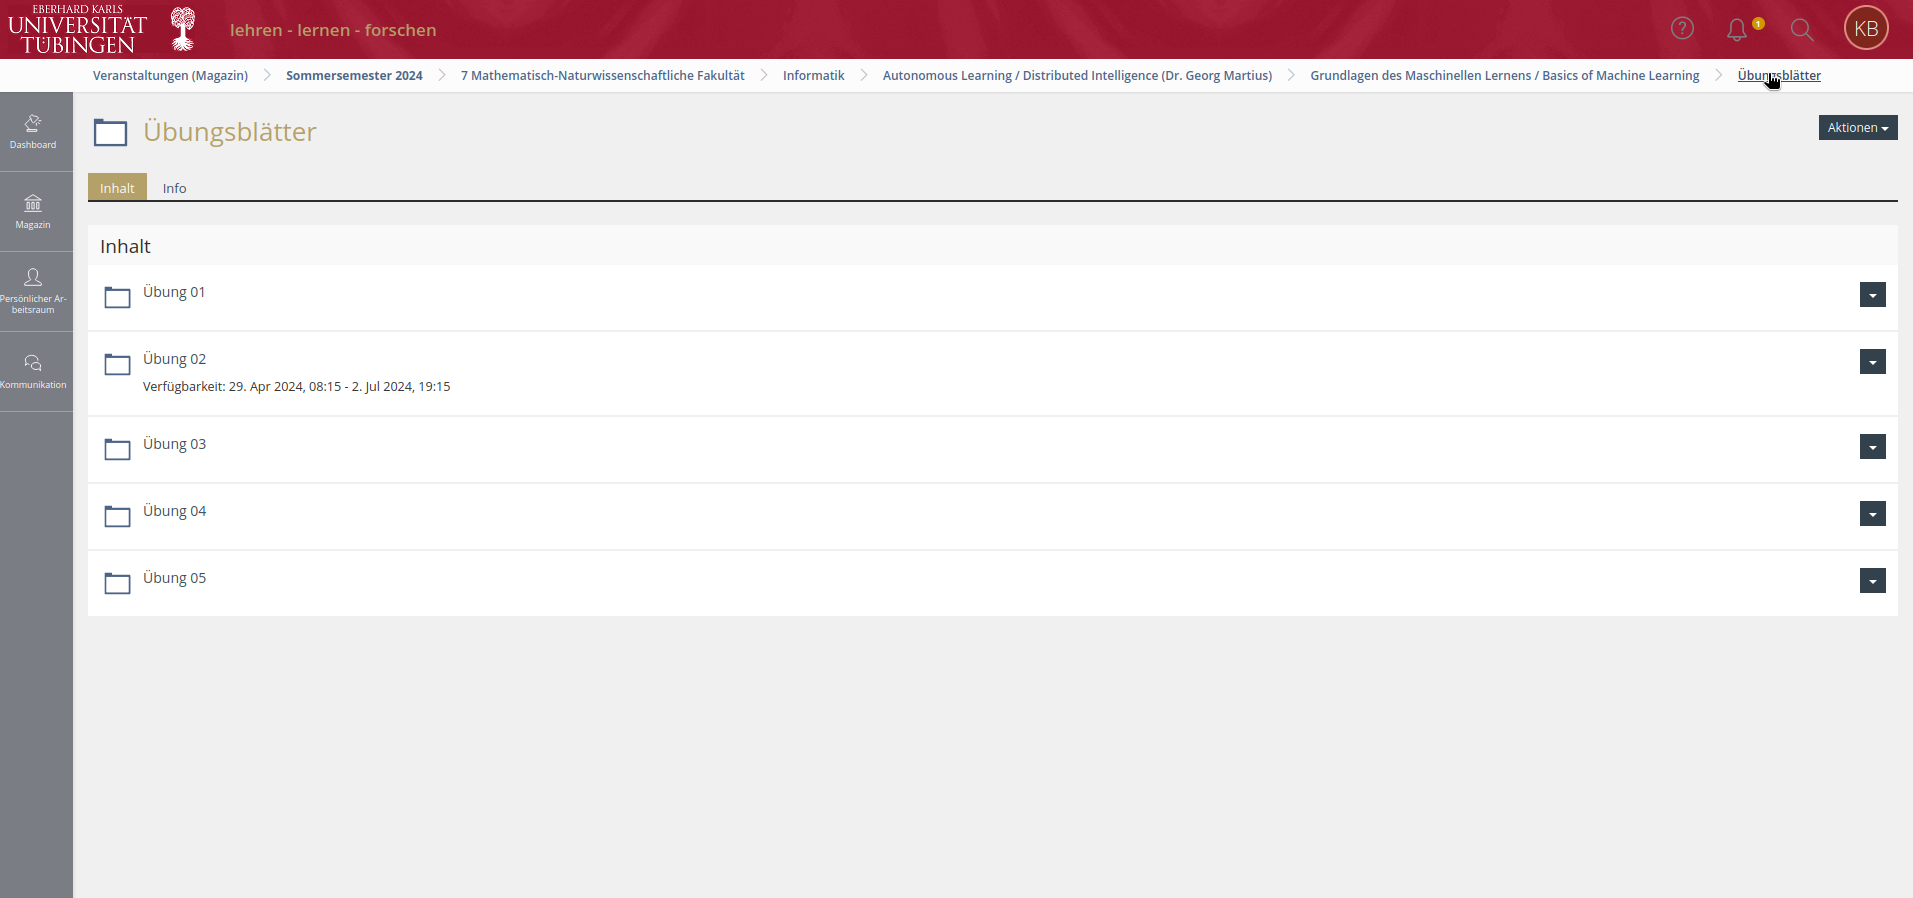 EBERHARD KARLS
UNIVERSITÄT
TÜBINGEN
lehren - lernen - forschen
1
KB
Veranstaltungen (Magazin)
Sommersemester 2024
7 Mathematisch-Naturwissenschaftliche Fakultät
Informatik
Autonomous Learning / Distributed Intelligence (Dr. Georg Martius)
Grundlagen des Maschinellen Lernens / Basics of Machine Learning
Übungsblätter
Dashboard
Magazin
Persönlicher Ar-
beitsraum
Kommunikation
Übungsblätter
Aktionen
Inhalt
Info
Inhalt
Übung 01
Übung 02
Verfügbarkeit: 29. Apr 2024, 08:15 - 2. Jul 2024, 19:15
Übung 03
Übung 04
Übung 05